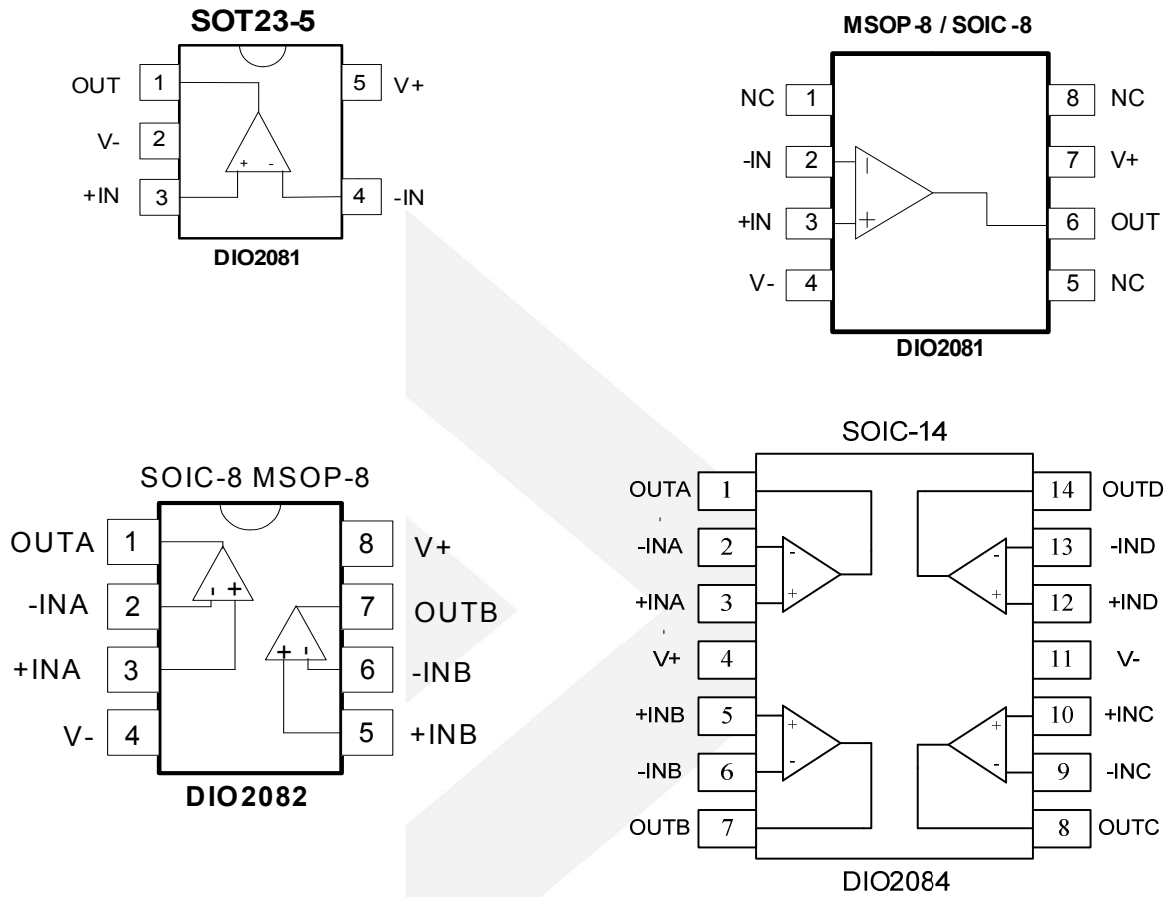 SOT23-5
OUT 1 5 V+
V- 2
+IN 3 4 -IN
+ -
DIO2081
MSOP-8 / SOIC-8
NC 1 8 NC
-IN 2 7 V+
+IN 3 6 OUT
V- 4 5 NC
- +
DIO2081
SOIC-8 MSOP-8
OUTA 1 8 V+
-INA 2 7 OUTB
+INA 3 6 -INB
V- 4 5 +INB
- + + -
DIO2082
SOIC-14
OUTA 1 14 OUTD
-INA 2 - - 13 -IND
+INA 3 + + 12 +IND
V+ 4 11 V-
+INB 5 + + 10 +INC
-INB 6 - - 9 -INC
OUTB 7 8 OUTC
DIO2084